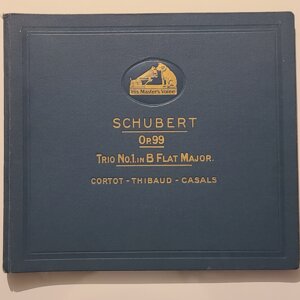 "His Master's Voice"
SCHUBERT
OP. 99
TRIO NO. 1. IN B FLAT MAJOR.
CORTOT - THIBAUD - CASALS